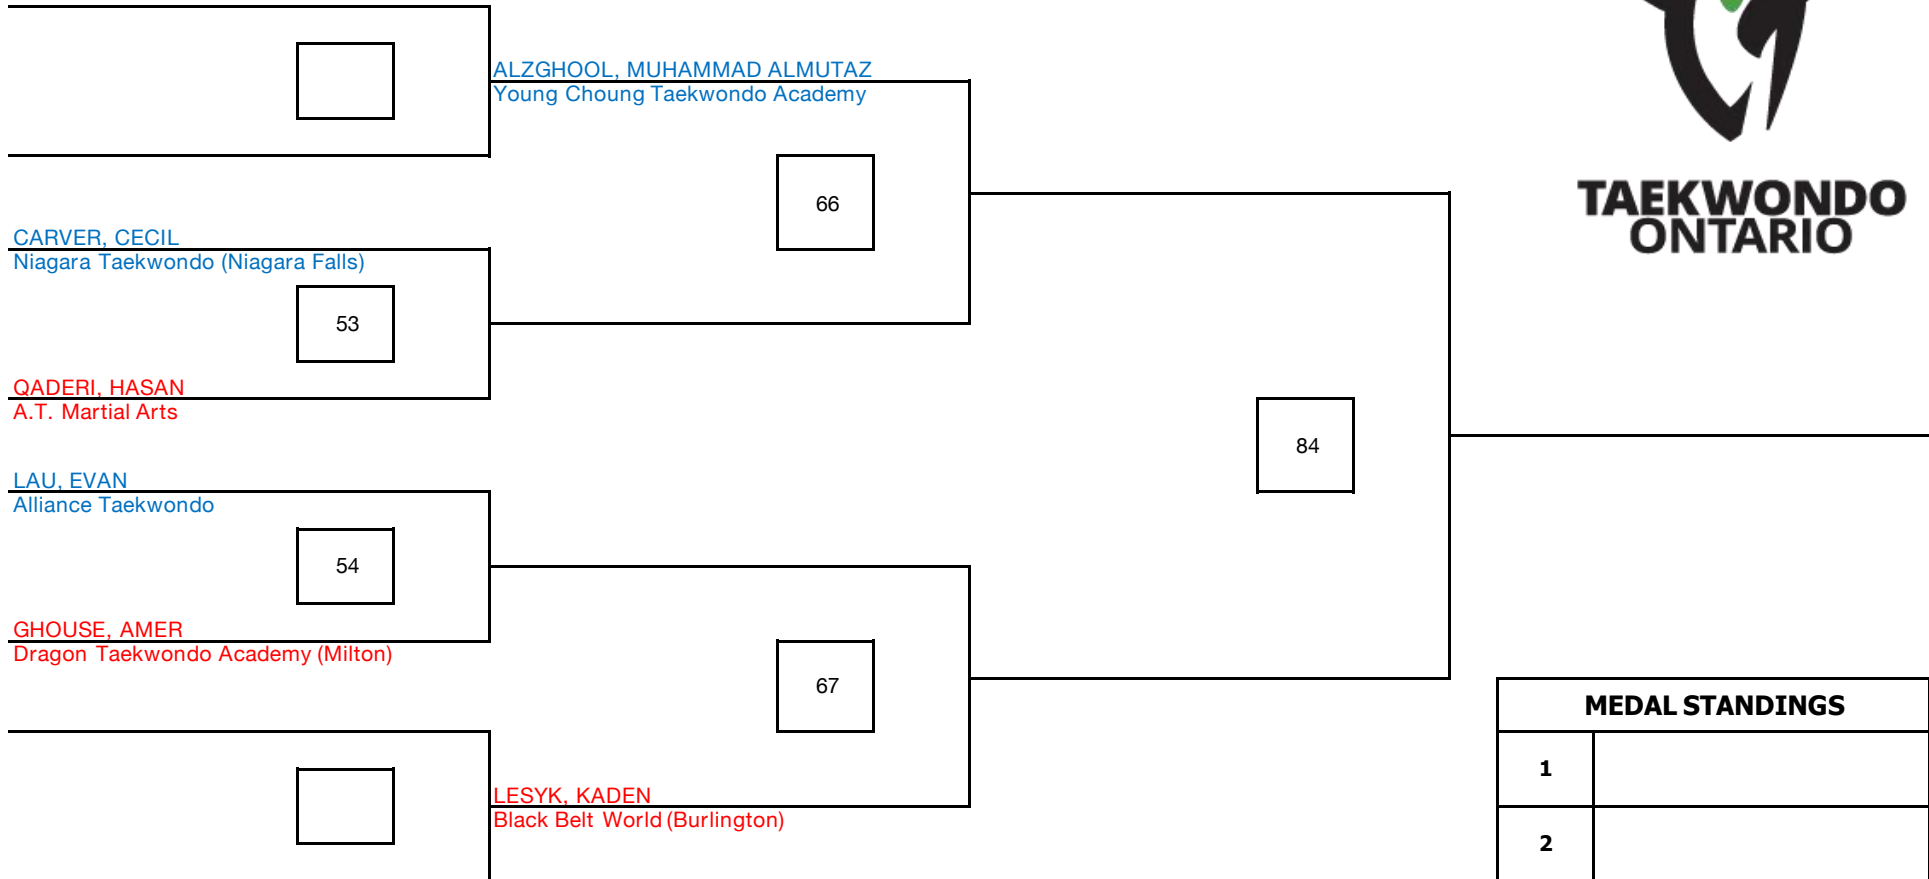 ALZGHOOL, MUHAMMAD ALMUTAZ
Young Choung Taekwondo Academy
66
TAEKWONDO
ONTARIO
CARVER, CECIL
Niagara Taekwondo (Niagara Falls)
53
QADERI, HASAN
A.T. Martial Arts
84
LAU, EVAN
Alliance Taekwondo
54
GHOUSE, AMER
Dragon Taekwondo Academy (Milton)
67
MEDAL STANDINGS
1
LESYK, KADEN
Black Belt World (Burlington)
2